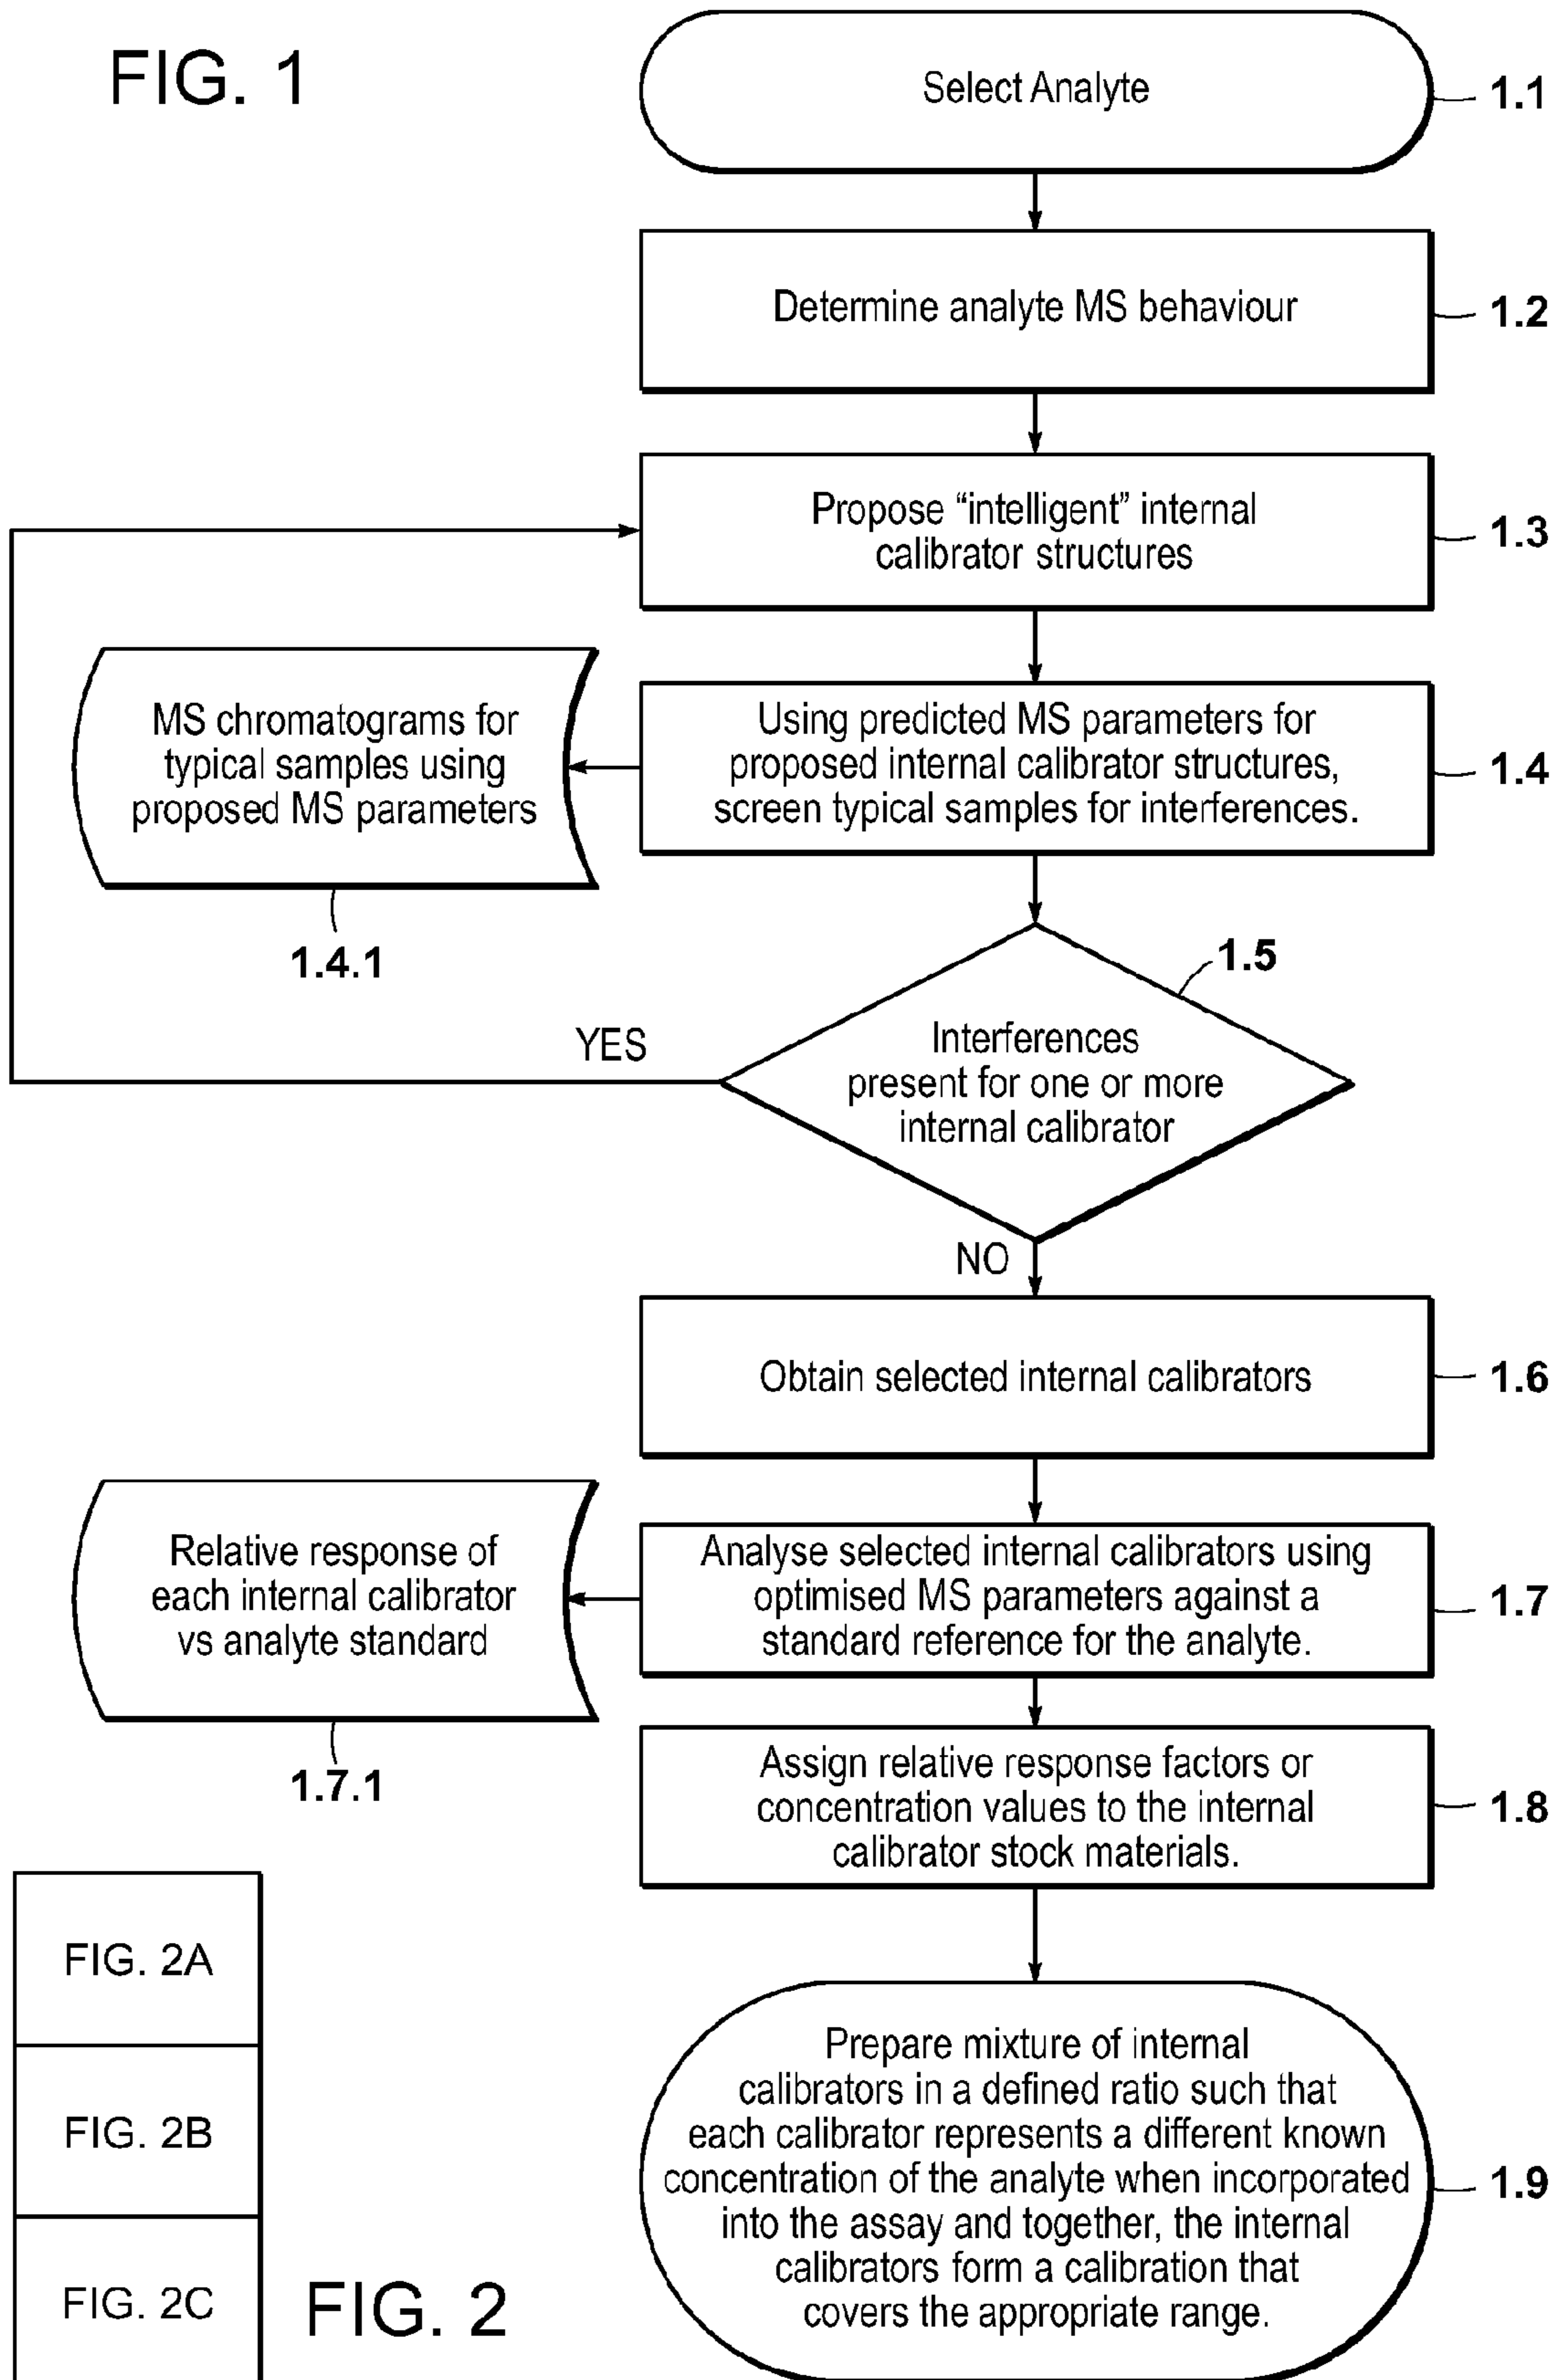 FIG. 1
Select Analyte
1.1
Determine analyte MS behaviour
1.2
Propose “intelligent” internal
calibrator structures
1.3
MS chromatograms for
typical samples using
proposed MS parameters
1.4.1
Using predicted MS parameters for
proposed internal calibrator structures,
screen typical samples for interferences.
1.4
1.5
Interferences
present for one or more
internal calibrator
YES
NO
Obtain selected internal calibrators
1.6
Relative response of
each internal calibrator
vs analyte standard
1.7.1
Analyse selected internal calibrators using
optimised MS parameters against a
standard reference for the analyte.
1.7
Assign relative response factors or
concentration values to the internal
calibrator stock materials.
1.8
Prepare mixture of internal
calibrators in a defined ratio such that
each calibrator represents a different known
concentration of the analyte when incorporated
into the assay and together, the internal
calibrators form a calibration that
covers the appropriate range.
1.9
FIG. 2A
FIG. 2B
FIG. 2C
FIG. 2